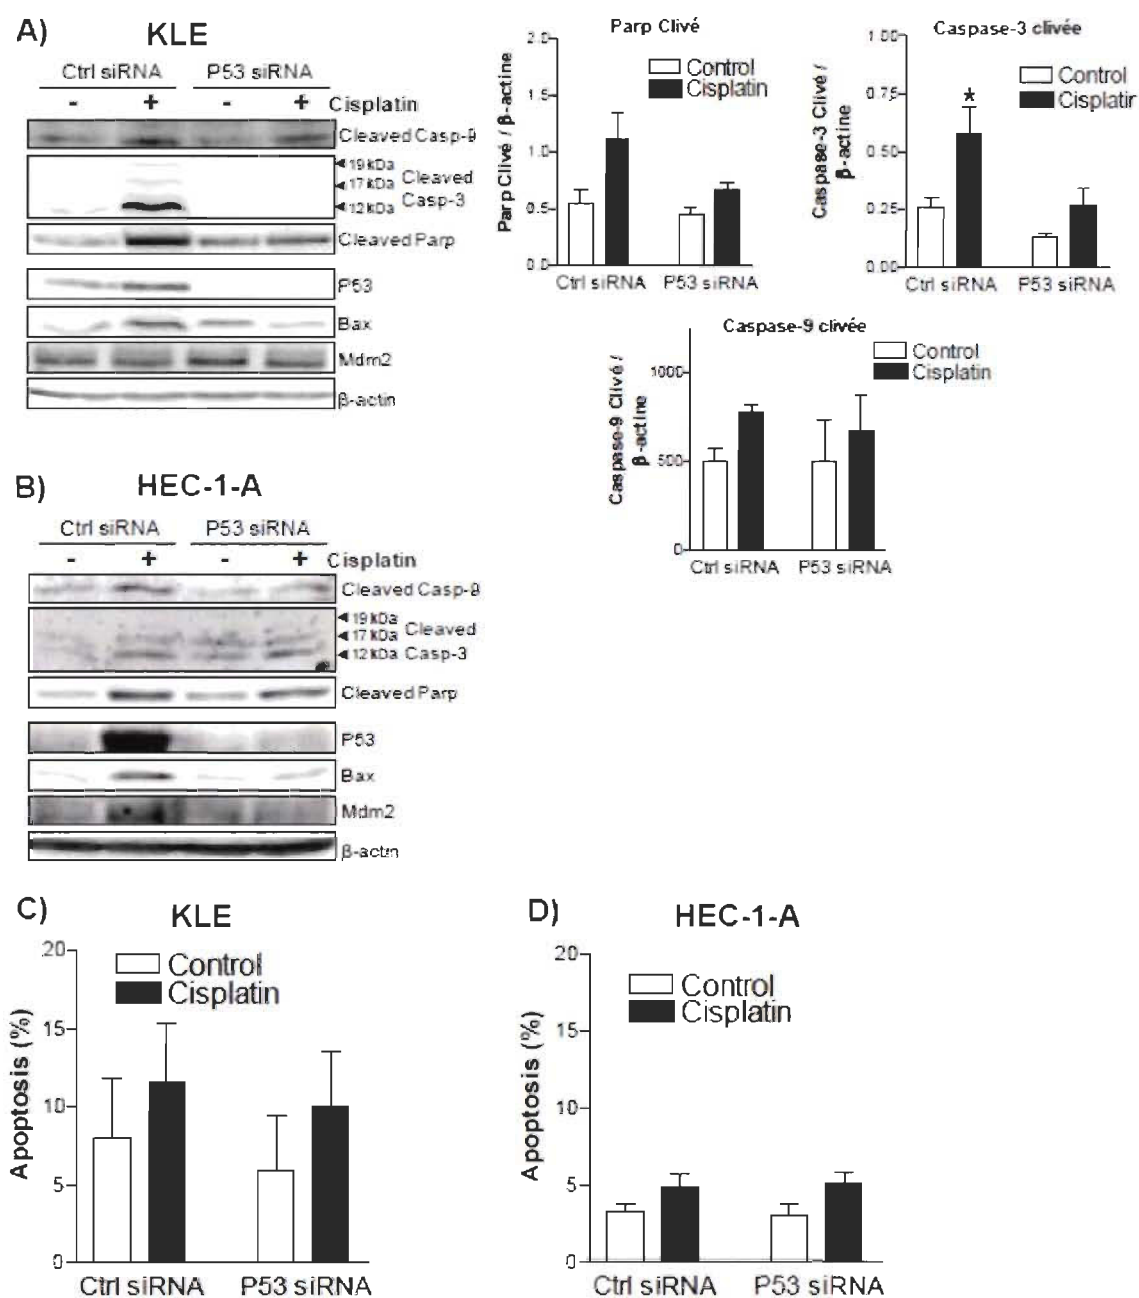 A) KLE
Ctrl siRNA P53 siRNA
- + - + Cisplatin
Cleaved Casp-9
19 kDa
17 kDa Cleaved
12 kDa Casp-3
Cleaved Parp
P53
Bax
Mdm2
β-actin
Parp Clivé
Parp Clivé / β-actine
2.0
1.5
1.0
0.5
0.0
Control
Cisplatin
Ctrl siRNA P53 siRNA
Caspase-3 clivée
Caspase-3 Clivé /
β-actine
1.00
0.75
0.50
0.25
0.00
Control
Cisplatin
*
Ctrl siRNA P53 siRNA
Caspase-9 clivée
Caspase-9 Clivé /
β-actine
1000
500
0
Control
Cisplatin
Ctrl siRNA P53 siRNA
B) HEC-1-A
Ctrl siRNA P53 siRNA
- + - + Cisplatin
Cleaved Casp-9
19 kDa
17 kDa Cleaved
12 kDa Casp-3
Cleaved Parp
P53
Bax
Mdm2
β-actin
C) KLE
Apoptosis (%)
20
15
10
5
0
Control
Cisplatin
Ctrl siRNA P53 siRNA
D) HEC-1-A
Apoptosis (%)
20
15
10
5
0
Control
Cisplatin
Ctrl siRNA P53 siRNA